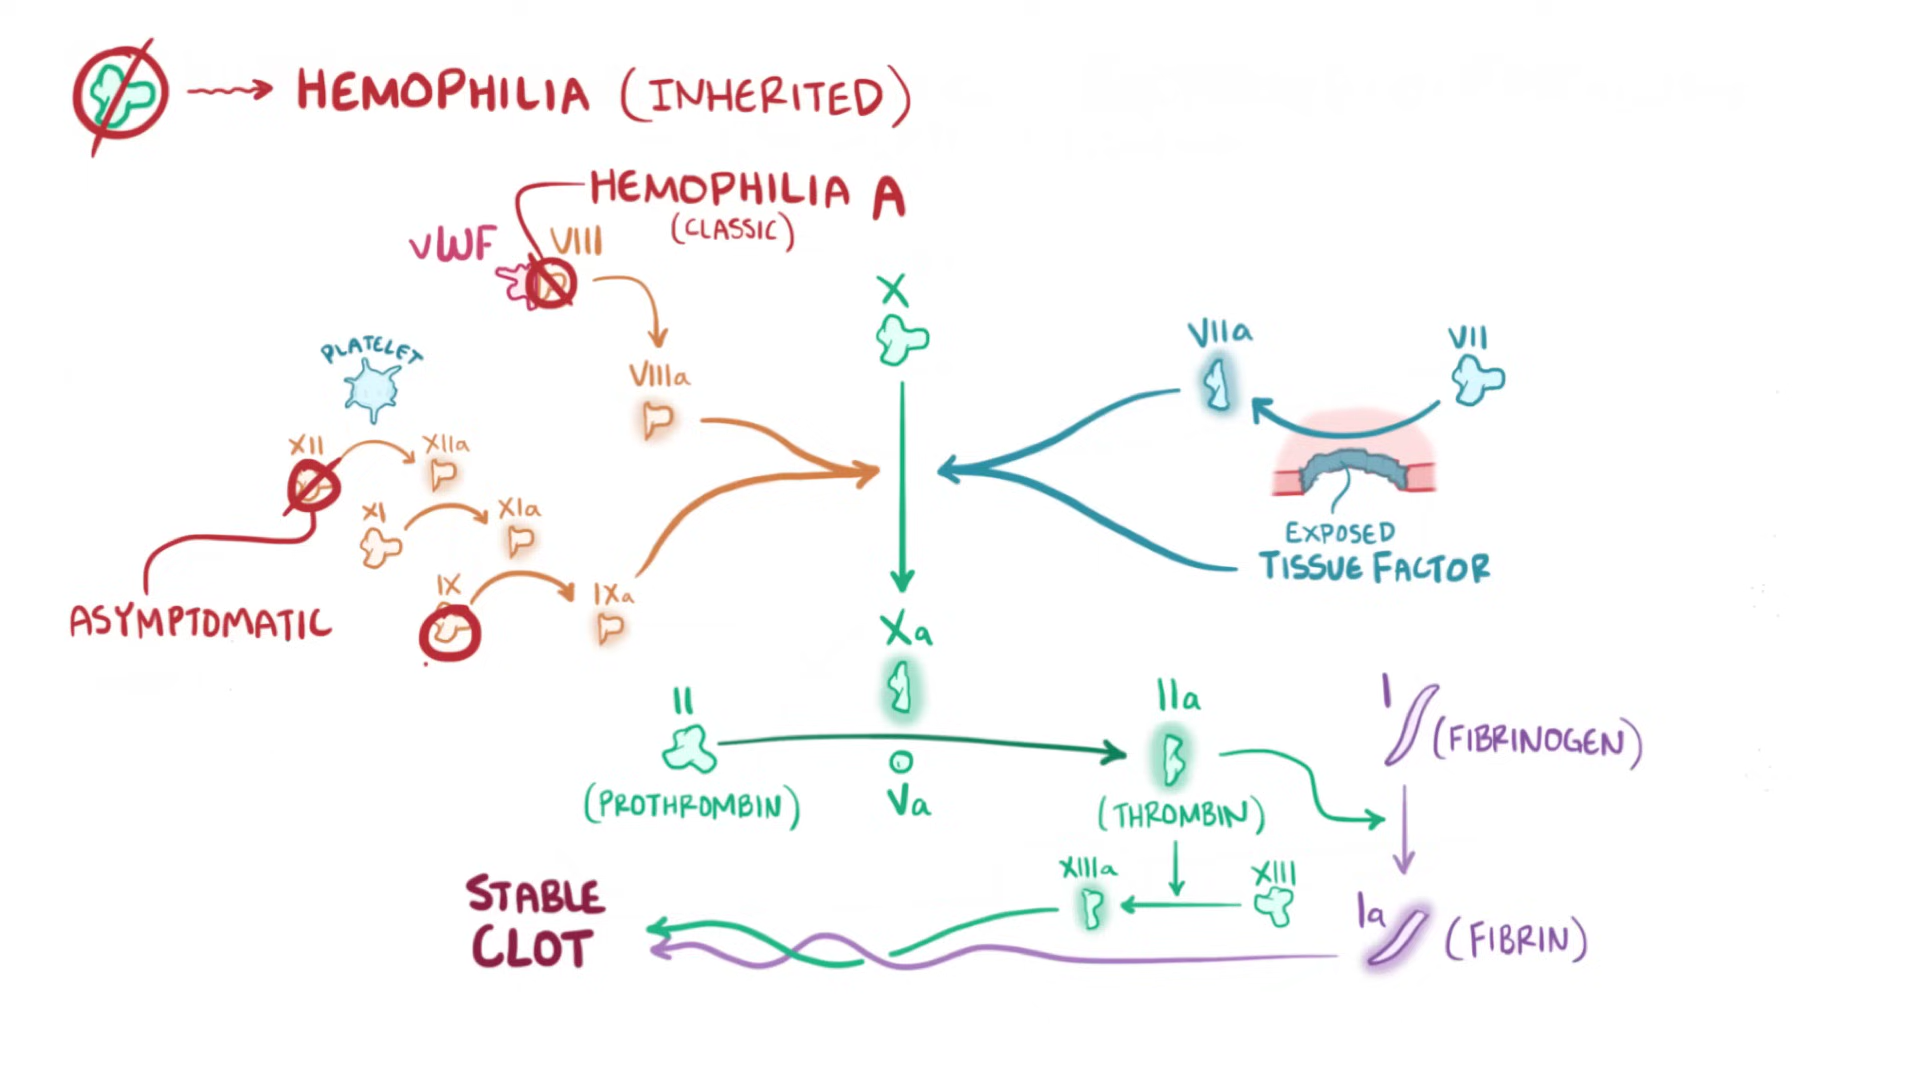 HEMOPHILIA (INHERITED)
HEMOPHILIA A
(CLASSIC)
vWF
VIII
X
VIIa
VII
PLATELET
VIIIa
XII
XIIa
XI
XIa
EXPOSED
TISSUE FACTOR
IX
IXa
ASYMPTOMATIC
Xa
II
IIa
I
(FIBRINOGEN)
(PROTHROMBIN)
Va
(THROMBIN)
XIIIa
XIII
STABLE
CLOT
Ia
(FIBRIN)